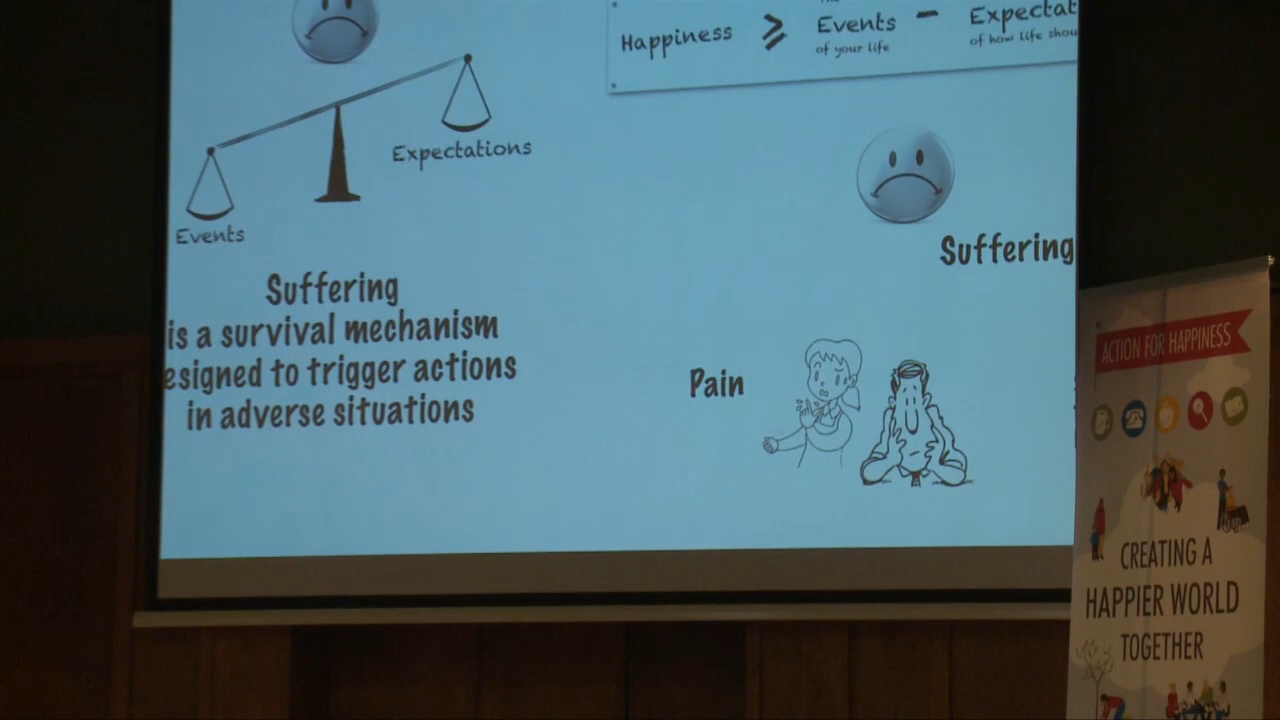 Happiness ≥ Events - Expectat
of your life of how life shou
Expectations
Events
Suffering
is a survival mechanism
esigned to trigger actions
in adverse situations
Suffering
Pain
ACTION FOR HAPPINESS
CREATING A
HAPPIER WORLD
TOGETHER